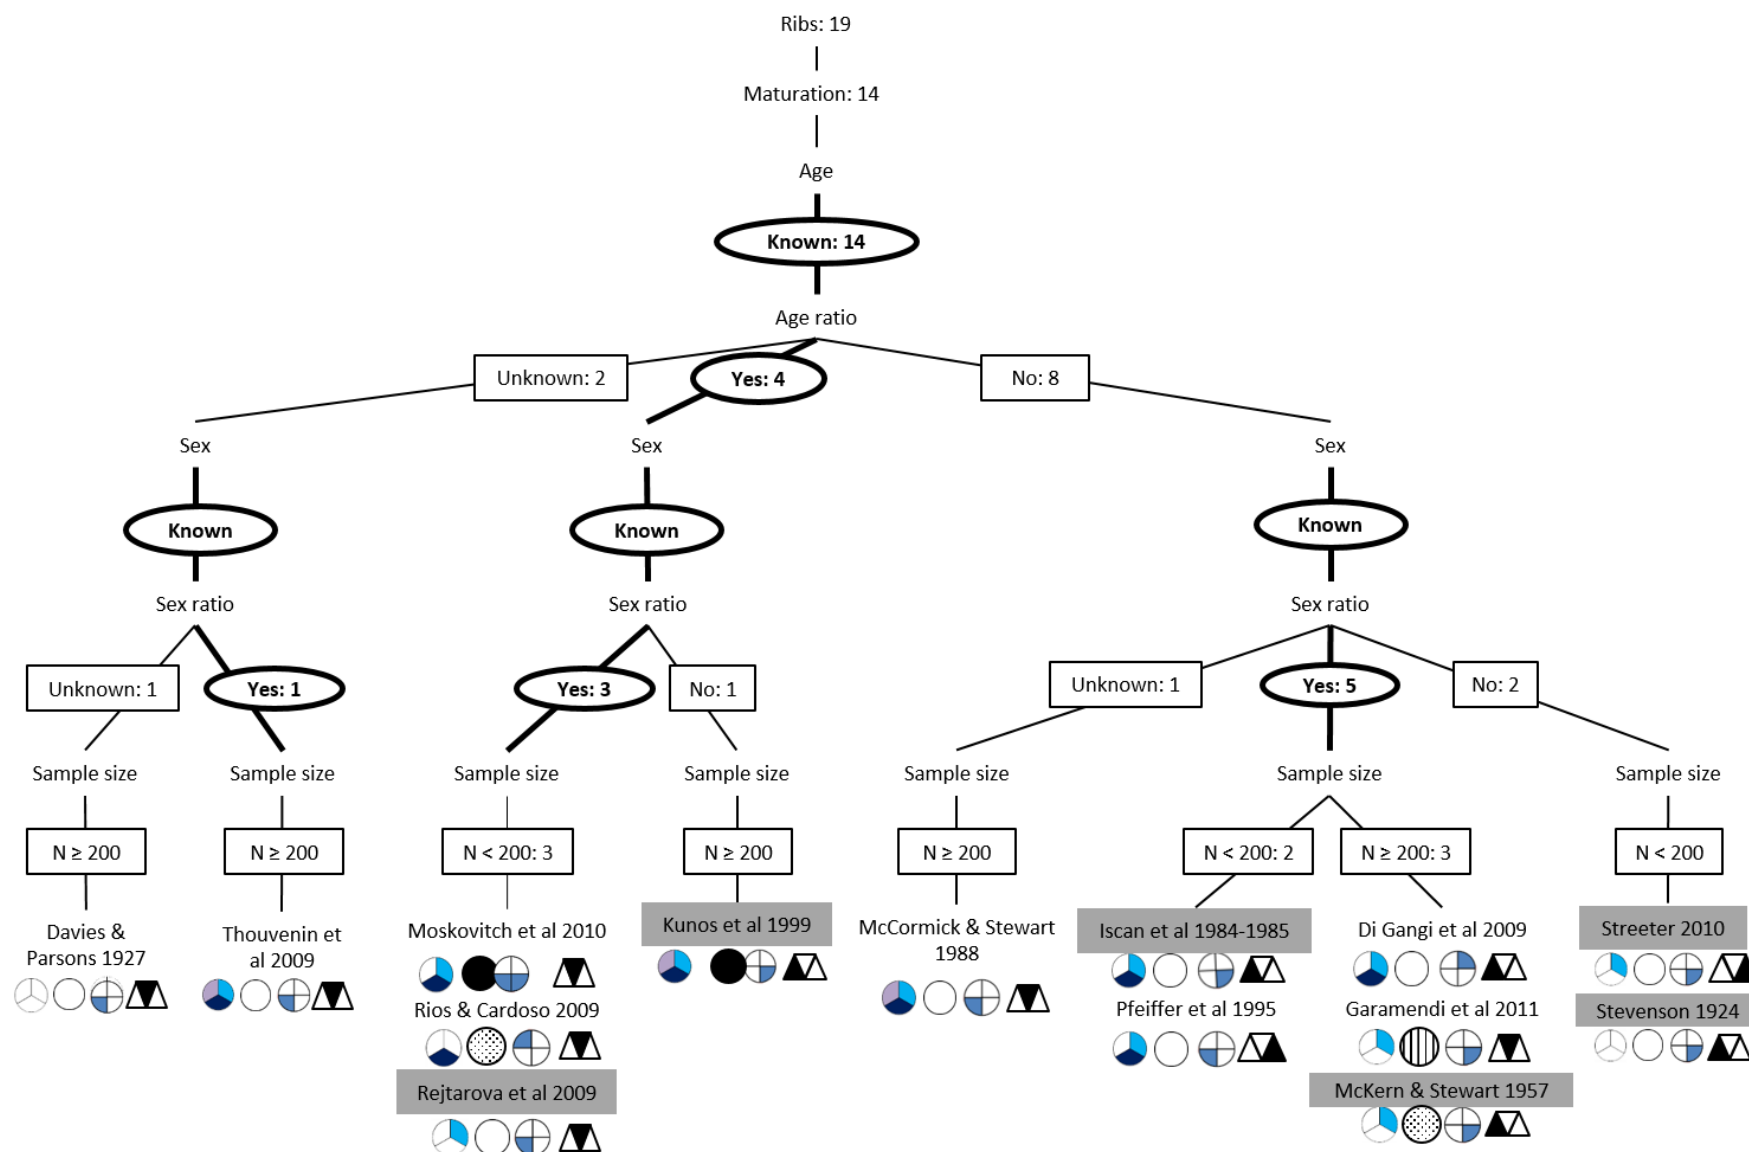 Ribs: 19
Maturation: 14
Age
Known: 14
Age ratio
Unknown: 2
Yes: 4
No: 8
Sex
Sex
Sex
Known
Known
Known
Sex ratio
Sex ratio
Sex ratio
Unknown: 1
Yes: 1
Yes: 3
No: 1
Unknown: 1
Yes: 5
No: 2
Sample size
Sample size
Sample size
Sample size
Sample size
Sample size
Sample size
N ≥ 200
N ≥ 200
N < 200: 3
N ≥ 200
N ≥ 200
N < 200: 2
N ≥ 200: 3
N < 200
Davies &
Parsons 1927
Thouvenin et
al 2009
Moskovitch et al 2010
Rios & Cardoso 2009
Rejtarova et al 2009
Kunos et al 1999
McCormick & Stewart
1988
Iscan et al 1984-1985
Pfeiffer et al 1995
Di Gangi et al 2009
Garamendi et al 2011
McKern & Stewart 1957
Streeter 2010
Stevenson 1924